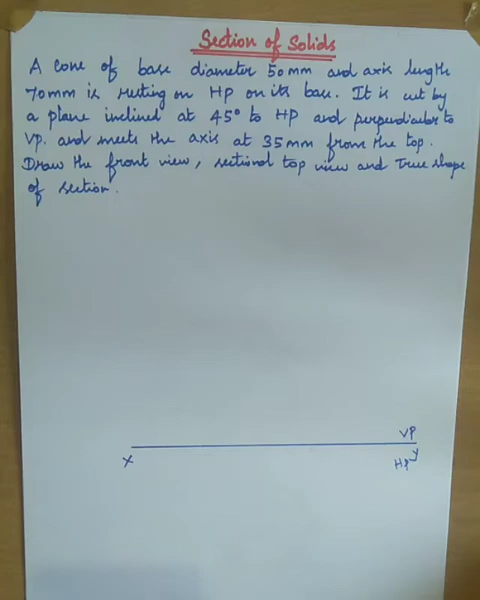 Section of Solids
A cone of base diameter 50mm and axis length
70mm is resting on HP on its base. It is cut by
a plane inclined at 45° to HP and perpendicular to
VP. and meets the axis at 35mm from the top.
Draw the front view, sectional top view and True shape
of section.
VP
X
HP Y